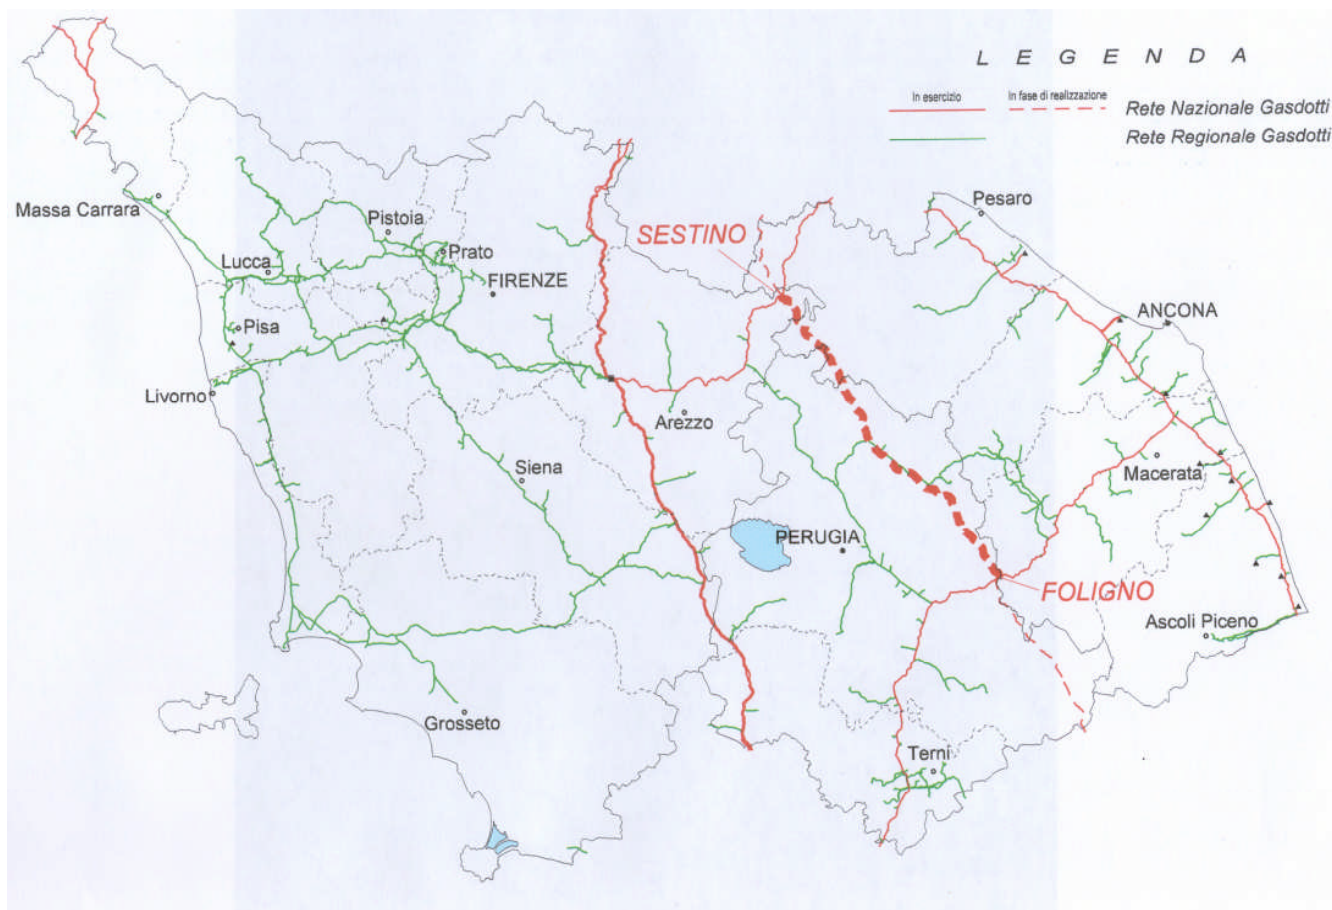 L E G E N D A
In esercizio
In fase di realizzazione
Rete Nazionale Gasdotti
Rete Regionale Gasdotti
Massa Carrara
Pistoia
Prato
Lucca
FIRENZE
Pisa
Livorno
SESTINO
Pesaro
ANCONA
Arezzo
Siena
Macerata
PERUGIA
FOLIGNO
Ascoli Piceno
Grosseto
Terni